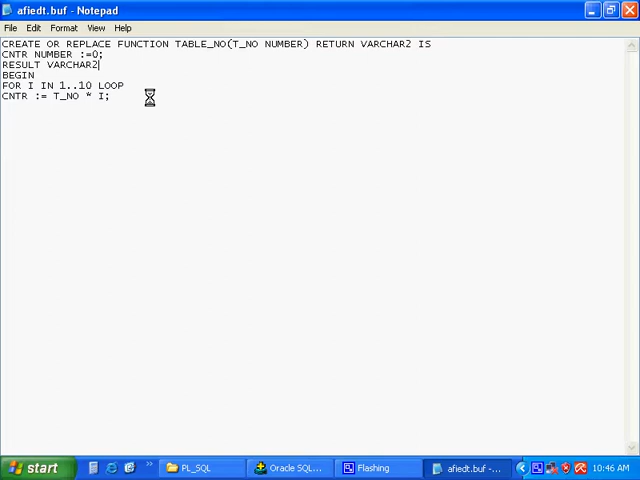 afiedt.buf - Notepad
File Edit Format View Help
CREATE OR REPLACE FUNCTION TABLE_NO(T_NO NUMBER) RETURN VARCHAR2 IS
CNTR NUMBER :=0;
RESULT VARCHAR2
BEGIN
FOR I IN 1..10 LOOP
CNTR := T_NO * I;
start PL_SQL Oracle SQL... Flashing afiedt.buf -... 10:46 AM